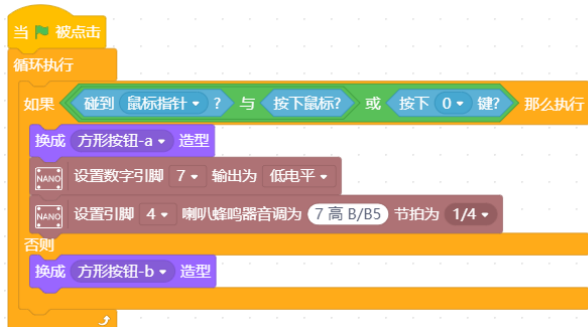 当 被点击
循环执行
如果 碰到 鼠标指针 ? 与 按下鼠标? 或 按下 0 键? 那么执行
换成 方形按钮-a 造型
NANO 设置数字引脚 7 输出为 低电平
NANO 设置引脚 4 喇叭蜂鸣器音调为 7 高 B/B5 节拍为 1/4
否则
换成 方形按钮-b 造型